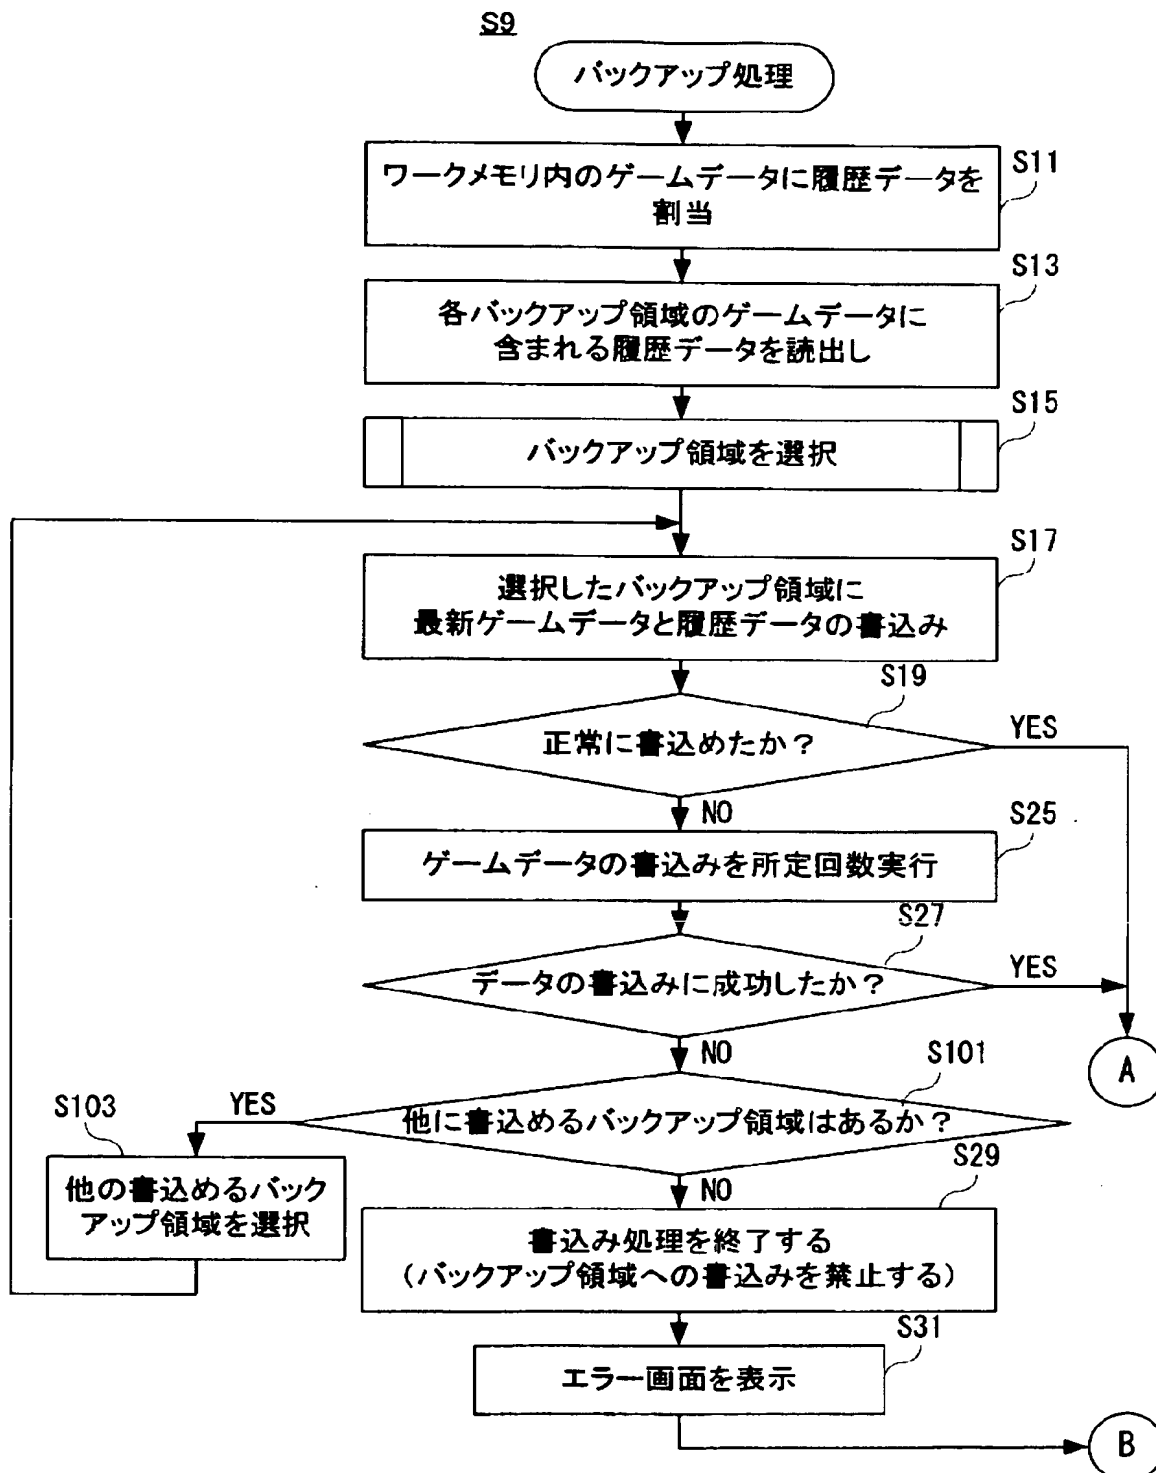 S9
バックアップ処理
S11
ワークメモリ内のゲームデータに履歴データを
割当
S13
各バックアップ領域のゲームデータに
含まれる履歴データを読出し
S15
バックアップ領域を選択
S17
選択したバックアップ領域に
最新ゲームデータと履歴データの書込み
S19
正常に書込めたか？
YES
NO
S25
ゲームデータの書込みを所定回数実行
S27
データの書込みに成功したか？
YES
NO
A
S101
他に書込めるバックアップ領域はあるか？
YES
S103
他の書込めるバック
アップ領域を選択
NO
S29
書込み処理を終了する
（バックアップ領域への書込みを禁止する）
S31
エラー画面を表示
B